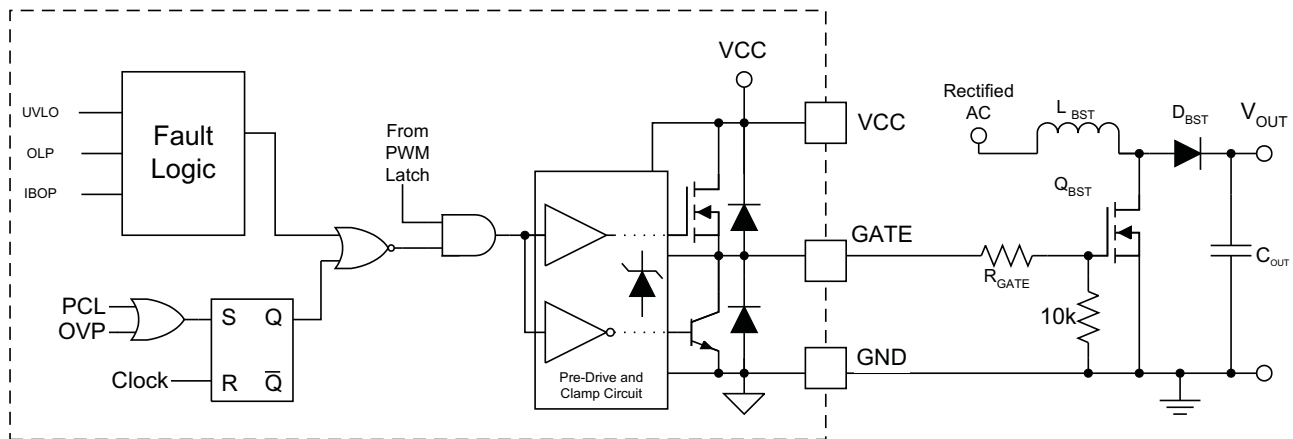 VCC
UVLO
OLP
IBOP
Fault
Logic
From
PWM
Latch
VCC
Rectified
AC
L BST
D BST
V OUT
Q BST
GATE
R GATE
C OUT
10k
PCL
OVP
S Q
Clock
R Q̅
Pre-Drive and
Clamp Circuit
GND